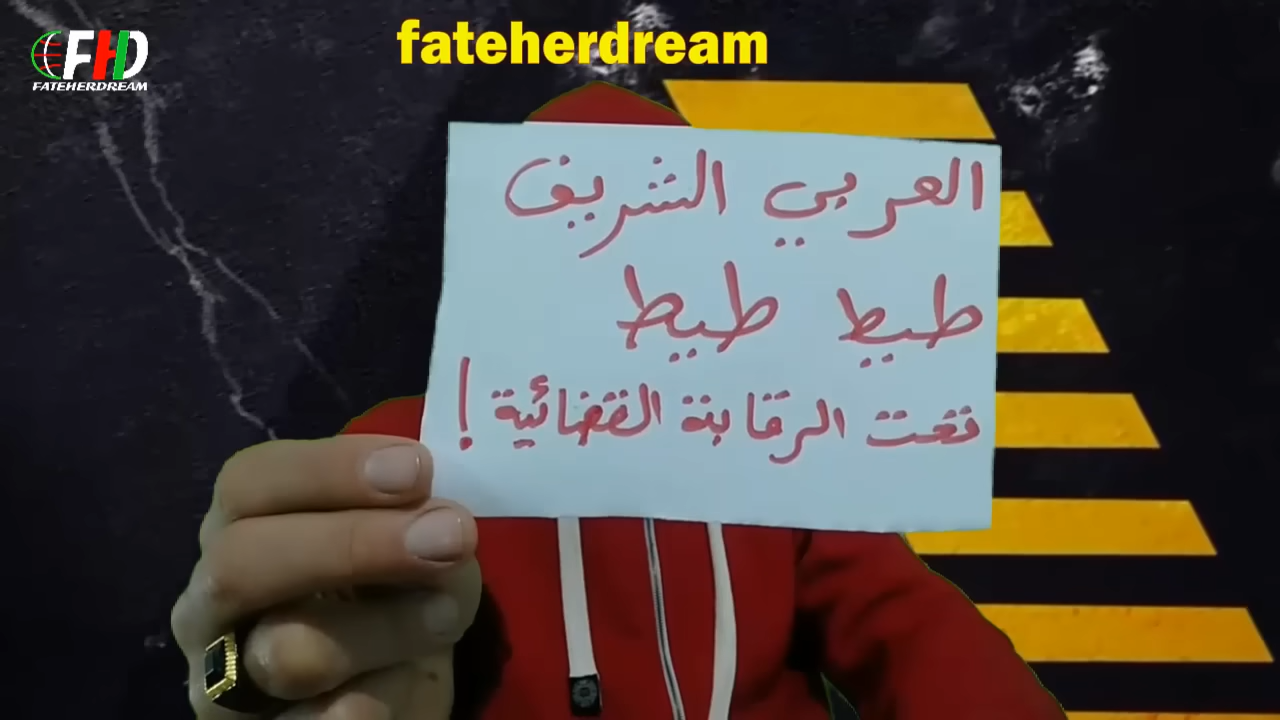 fateherdream
FHD
FATEHERDREAM
العربي الشريف
طيط طيط
تحت الرقابة القضائية!